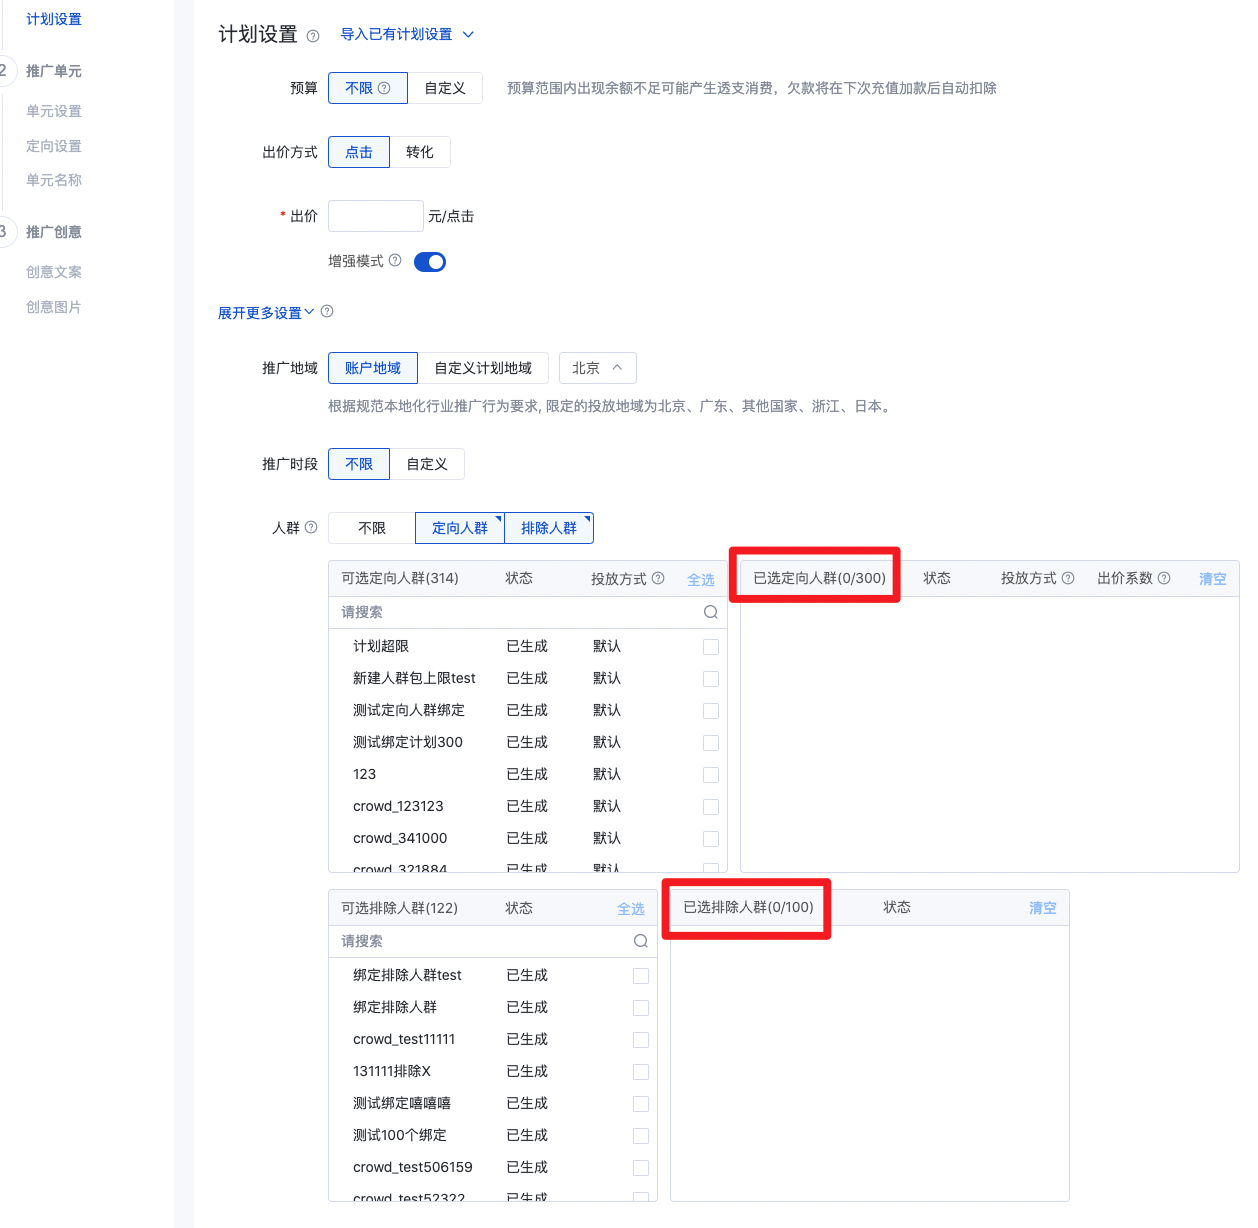 计划设置
2 推广单元
单元设置
定向设置
单元名称
3 推广创意
创意文案
创意图片
计划设置 导入已有计划设置
预算 不限 自定义 预算范围内出现余额不足可能产生透支消费，欠款将在下次充值加款后自动扣除
出价方式 点击 转化
* 出价 元/点击
增强模式
展开更多设置
推广地域 账户地域 自定义计划地域 北京
根据规范本地化行业推广行为要求, 限定的投放地域为北京、广东、其他国家、浙江、日本。
推广时段 不限 自定义
人群 不限 定向人群 排除人群
可选定向人群(314) 状态 投放方式 全选
请搜索
计划超限 已生成 默认
新建人群包上限test 已生成 默认
测试定向人群绑定 已生成 默认
测试绑定计划300 已生成 默认
123 已生成 默认
crowd_123123 已生成 默认
crowd_341000 已生成 默认
crowd_321884 已生成 默认
已选定向人群(0/300) 状态 投放方式 出价系数 清空
可选排除人群(122) 状态 全选
请搜索
绑定排除人群test 已生成
绑定排除人群 已生成
crowd_test11111 已生成
131111排除X 已生成
测试绑定嘻嘻嘻 已生成
测试100个绑定 已生成
crowd_test506159 已生成
crowd_test52322 已生成
已选排除人群(0/100) 状态 清空